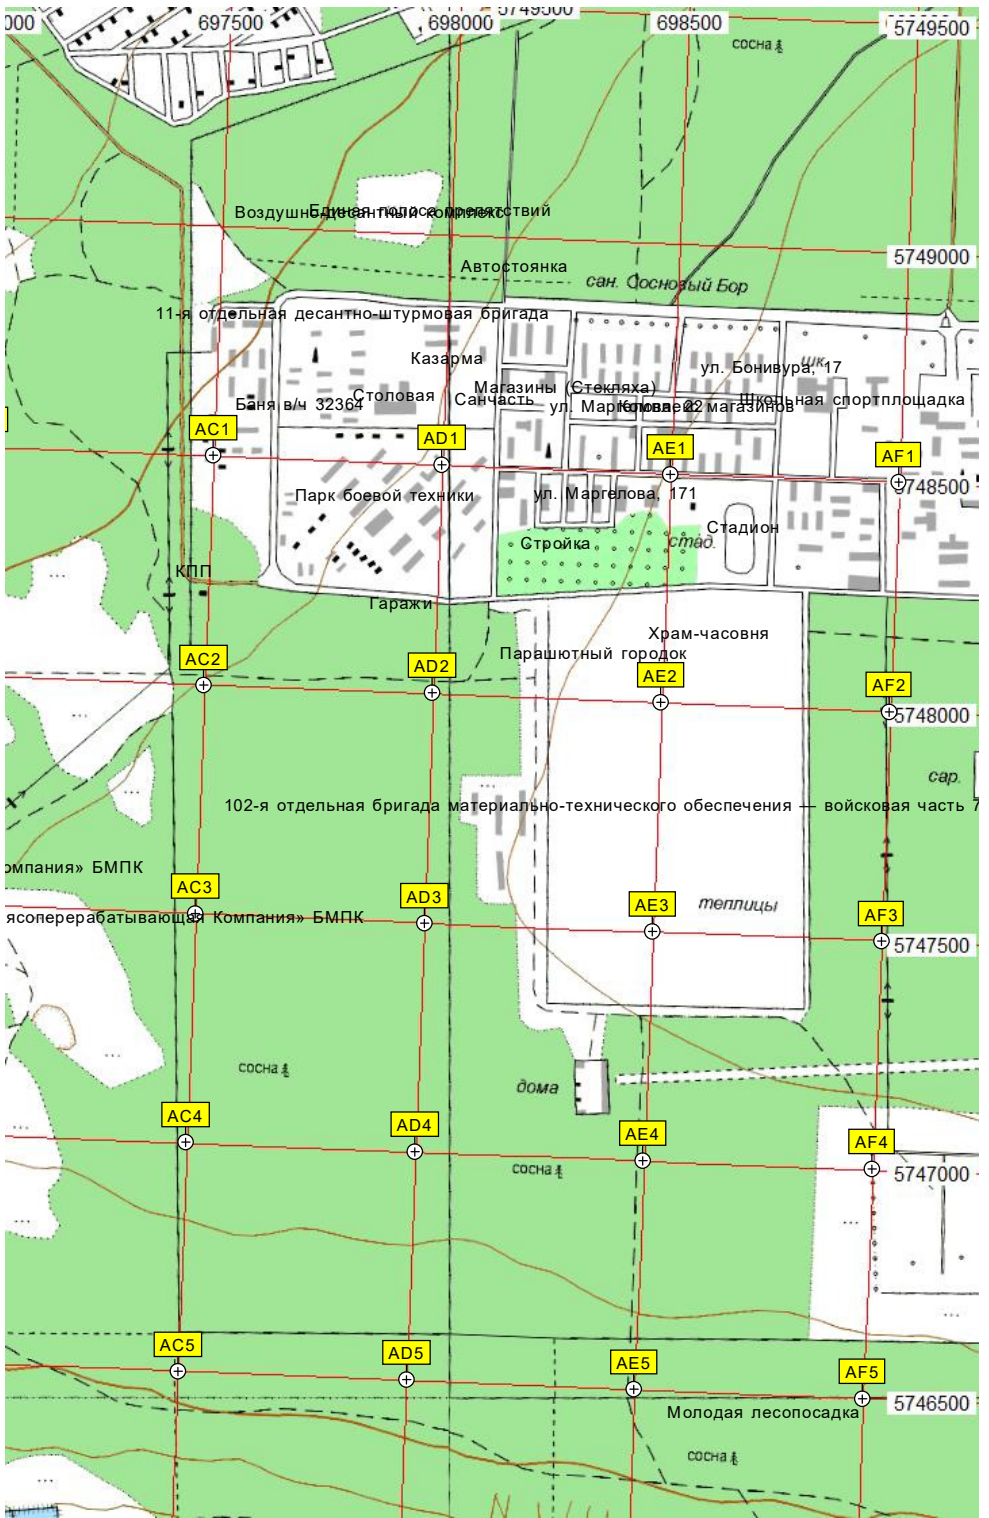 000
697500
698000
5749500
698500
5749500
сосна
Воздушно-десантный комплекс
Единая полоса препятствий
5749000
Автостоянка
сан. Сосновый Бор
11-я отдельная десантно-штурмовая бригада
Казарма
шк.
ул. Бонивура, 17
Магазины (Стекляха)
Столовая
Санчасть
Школьная спортплощадка
Баня в/ч 32364
ул. Маргелова, 22
Комплекс магазинов
AC1
AD1
AE1
AF1
5748500
Парк боевой техники
ул. Маргелова, 171
Стадион
Стройка
стад.
КПП
Гаражи
Храм-часовня
Парашютный городок
AC2
AD2
AE2
AF2
5748000
сар.
102-я отдельная бригада материально-технического обеспечения — войсковая часть 7
омпания» БМПК
AC3
AD3
AE3
теплицы
AF3
ясоперерабатывающая Компания» БМПК
5747500
сосна
дома
AC4
AD4
AE4
AF4
сосна
5747000
AC5
AD5
AE5
AF5
5746500
Молодая лесопосадка
сосна